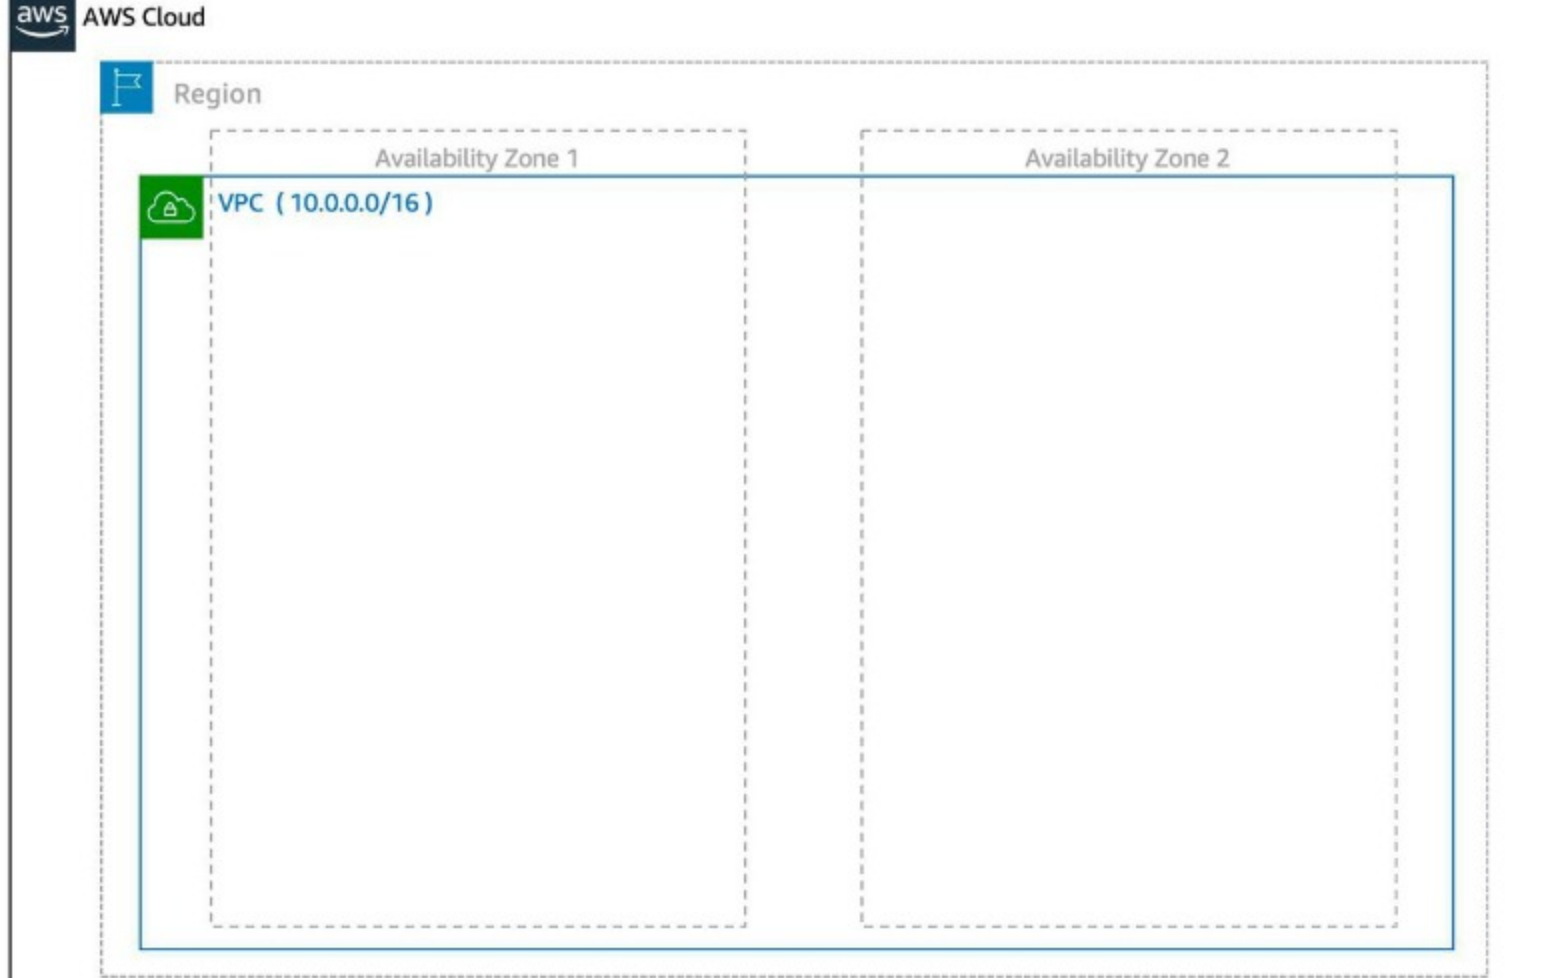 aws AWS Cloud
Region
Availability Zone 1
Availability Zone 2
VPC ( 10.0.0.0/16 )